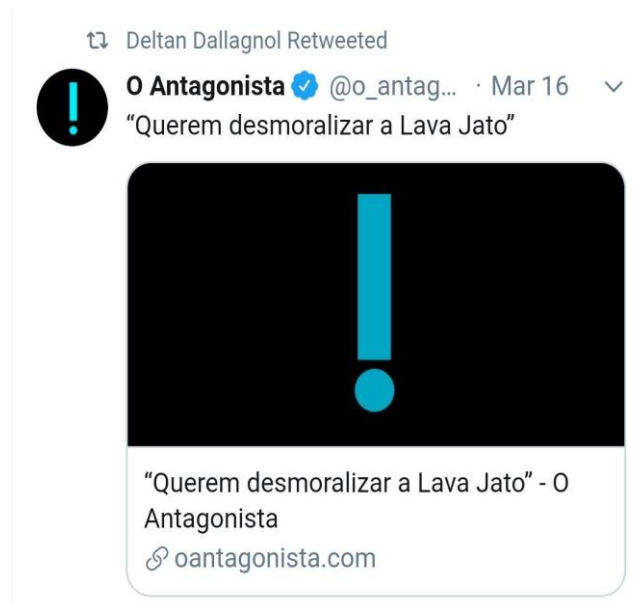 Deltan Dallagnol Retweeted
O Antagonista @o_antag... · Mar 16
“Querem desmoralizar a Lava Jato”
“Querem desmoralizar a Lava Jato” - O
Antagonista
oantagonista.com